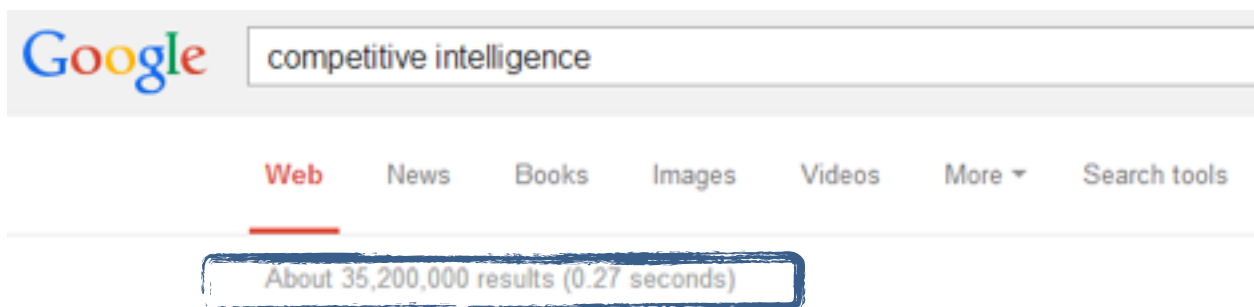 Google competitive intelligence
Web News Books Images Videos More Search tools
About 35,200,000 results (0.27 seconds)